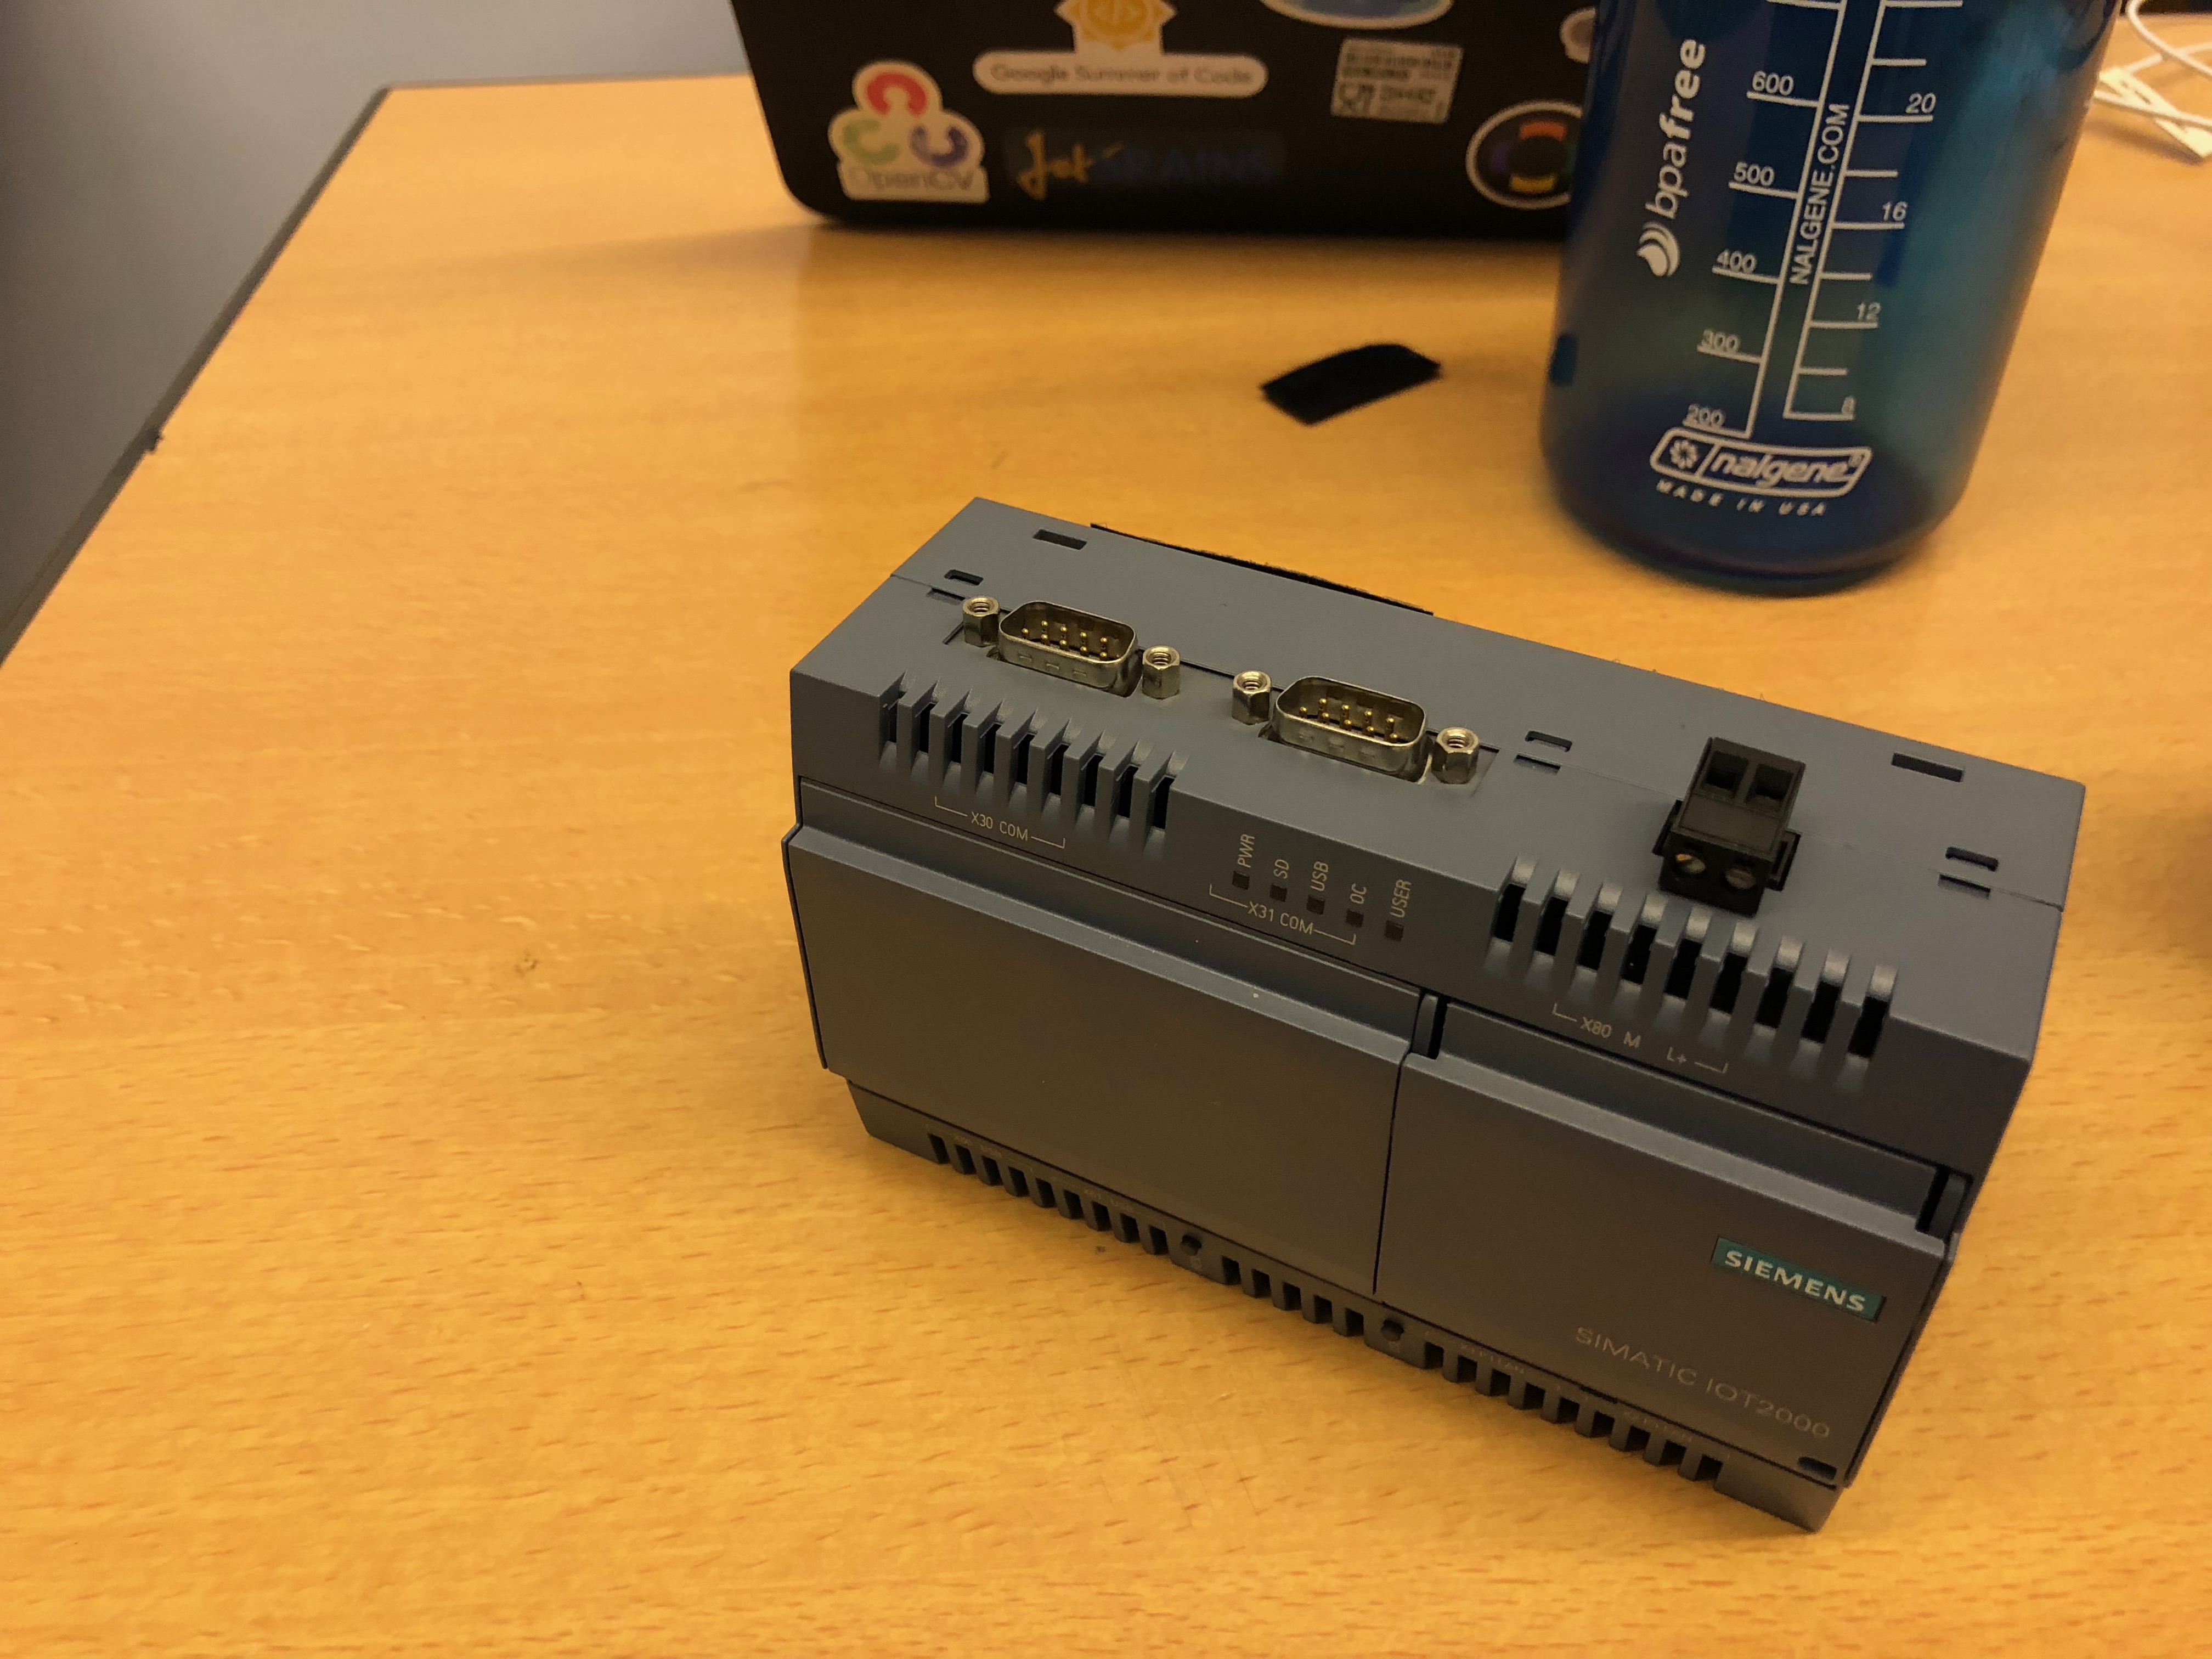 Google Summer of Code
OpenCV
JetBRAINS
bpafree
NALGENE.COM
600
500
400
300
200
20
16
12
8
nalgene®
MADE IN USA
X30 COM
PWR
SD
USB
OC
USER
X31 COM
X80 M L+
SIEMENS
SIMATIC IOT2000